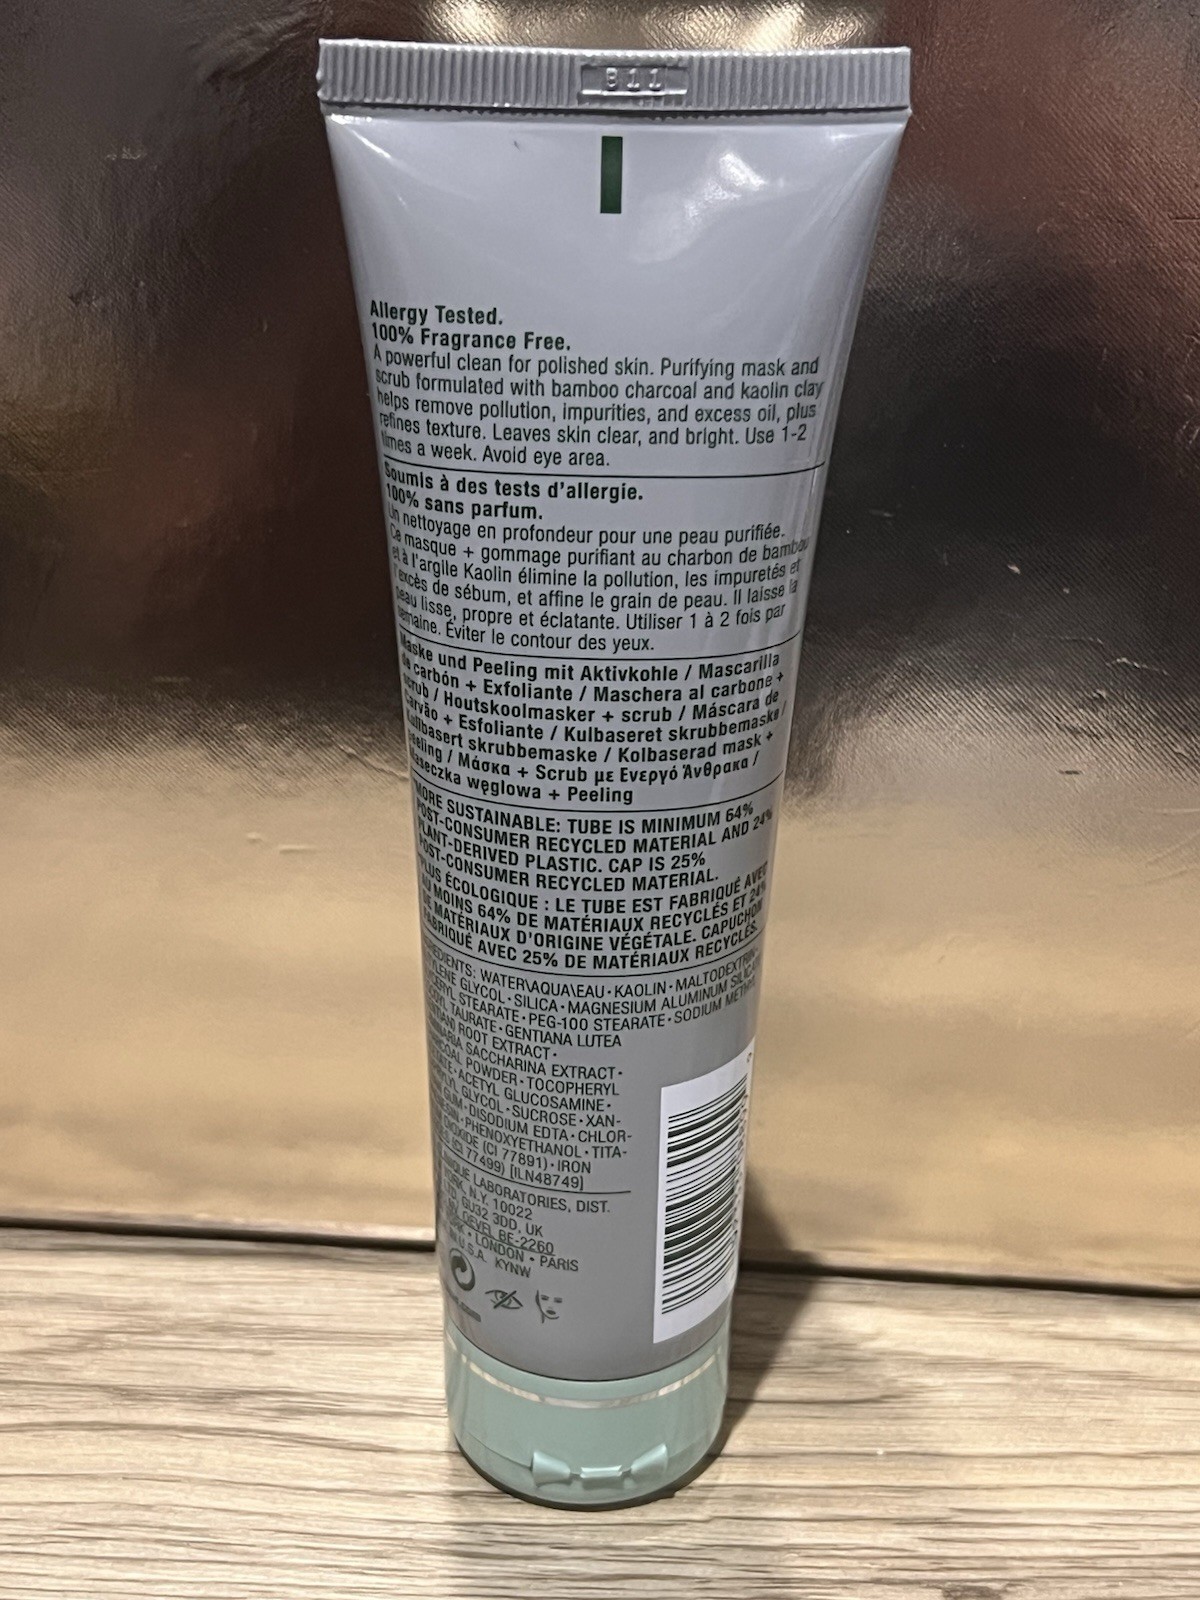 B11
Allergy Tested.
100% Fragrance Free.
A powerful clean for polished skin. Purifying mask and
scrub formulated with bamboo charcoal and kaolin clay
helps remove pollution, impurities, and excess oil, plus
refines texture. Leaves skin clear, and bright. Use 1-2
times a week. Avoid eye area.
Soumis à des tests d'allergie.
100% sans parfum.
Un nettoyage en profondeur pour une peau purifiée.
Ce masque + gommage purifiant au charbon de bambou
et à l'argile Kaolin élimine la pollution, les impuretés et
l'excès de sébum, et affine le grain de peau. Il laisse la
peau lisse, propre et éclatante. Utiliser 1 à 2 fois par
semaine. Éviter le contour des yeux.
Maske und Peeling mit Aktivkohle / Mascarilla
de carbón + Exfoliante / Maschera al carbone +
scrub / Houtskoolmasker + scrub / Máscara de
Carvão + Esfoliante / Kulbaseret skrubbemaske /
Kullbasert skrubbemaske / Kolbaserad mask +
peeling / Μάσκα + Scrub με Ενεργό Άνθρακα /
Maseczka węglowa + Peeling
MORE SUSTAINABLE: TUBE IS MINIMUM 64%
POST-CONSUMER RECYCLED MATERIAL AND 24%
PLANT-DERIVED PLASTIC. CAP IS 25%
POST-CONSUMER RECYCLED MATERIAL.
PLUS ÉCOLOGIQUE : LE TUBE EST FABRIQUÉ AVEC
AU MOINS 64% DE MATÉRIAUX RECYCLÉS ET 24%
DE MATÉRIAUX D'ORIGINE VÉGÉTALE. CAPUCHON
FABRIQUÉ AVEC 25% DE MATÉRIAUX RECYCLÉS.
WATER\AQUA\EAU • KAOLIN • MALTODEXTRIN
GLYCOL • SILICA • MAGNESIUM ALUMINUM
STEARATE • PEG-100 STEARATE • SODIUM
TAURATE • GENTIANA LUTEA
ROOT EXTRACT •
SACCHARINA EXTRACT •
POWDER • TOCOPHERYL
ACETYL GLUCOSAMINE •
GLYCOL • SUCROSE • XAN-
GUM • DISODIUM EDTA • CHLOR-
PHENOXYETHANOL • TITA-
(CI 77891) • IRON
(CI 77499) [ILN48749]
LABORATORIES, DIST.
N.Y. 10022
GU32 3DD, UK
OEVEL BE-2260
• LONDON • PARIS
U.S.A. KYNW